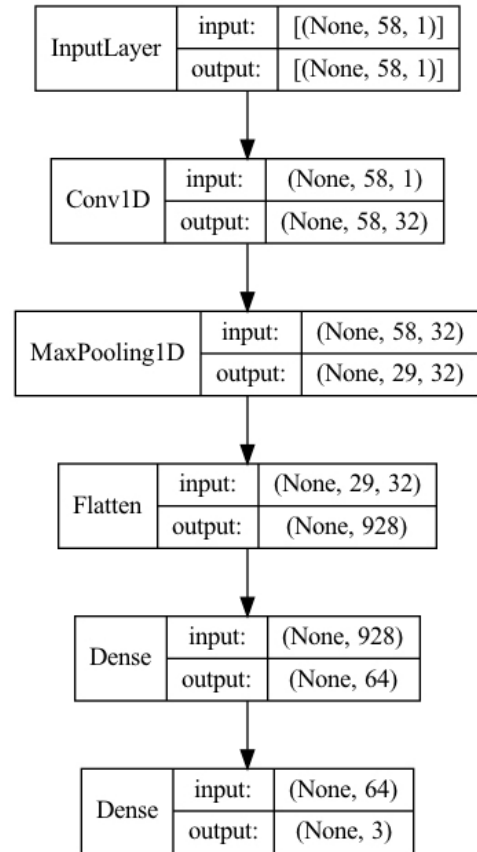 InputLayer
input: [(None, 58, 1)]
output: [(None, 58, 1)]
Conv1D
input: (None, 58, 1)
output: (None, 58, 32)
MaxPooling1D
input: (None, 58, 32)
output: (None, 29, 32)
Flatten
input: (None, 29, 32)
output: (None, 928)
Dense
input: (None, 928)
output: (None, 64)
Dense
input: (None, 64)
output: (None, 3)